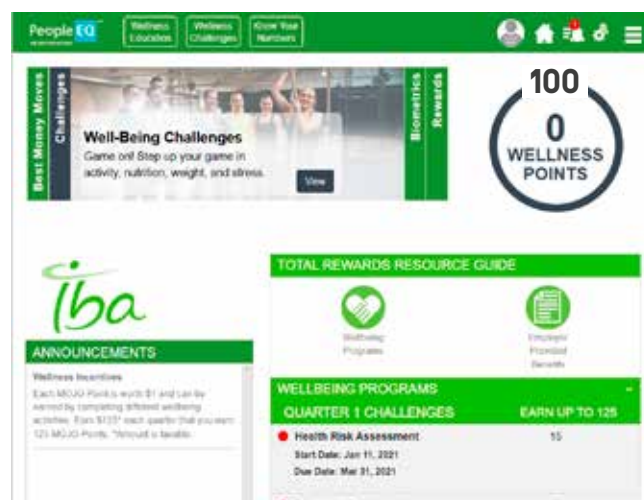 People EQ
Wellness Education
Wellness Challenges
Know Your Numbers
Best Money Moves
Challenges
Well-Being Challenges
Game on! Step up your game in
activity, nutrition, weight, and stress.
View
Biometrics
Rewards
100
0
WELLNESS
POINTS
iba
TOTAL REWARDS RESOURCE GUIDE
Wellbeing
Programs
Employer
Provided
Benefits
ANNOUNCEMENTS
Wellness Incentives
Each MOJO Point is worth $1 and can be
earned by completing different wellbeing
activities. Earn $125* each quarter that you earn
125 MOJO Points. *Amount is taxable.
WELLBEING PROGRAMS
QUARTER 1 CHALLENGES
EARN UP TO 125
Health Risk Assessment
15
Start Date: Jan 11, 2021
Due Date: Mar 31, 2021